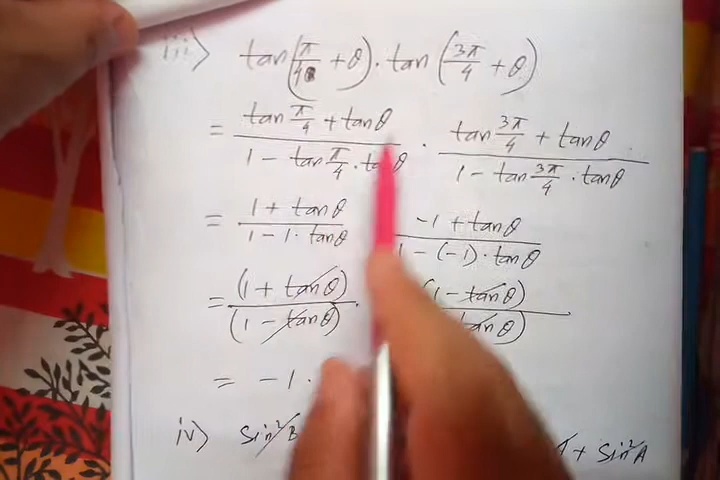 iii) tan(π/4 + θ) · tan(3π/4 + θ)
= (tan π/4 + tanθ)/(1 - tan π/4 · tanθ) · (tan 3π/4 + tanθ)/(1 - tan 3π/4 · tanθ)
= (1 + tanθ)/(1 - 1 · tanθ) (-1 + tanθ)/(1 - (-1) · tanθ)
= (1 + tanθ)/(1 - tanθ) · (1 - tanθ)/(tanθ)
= -1 .
iv) sin²B + sin²A